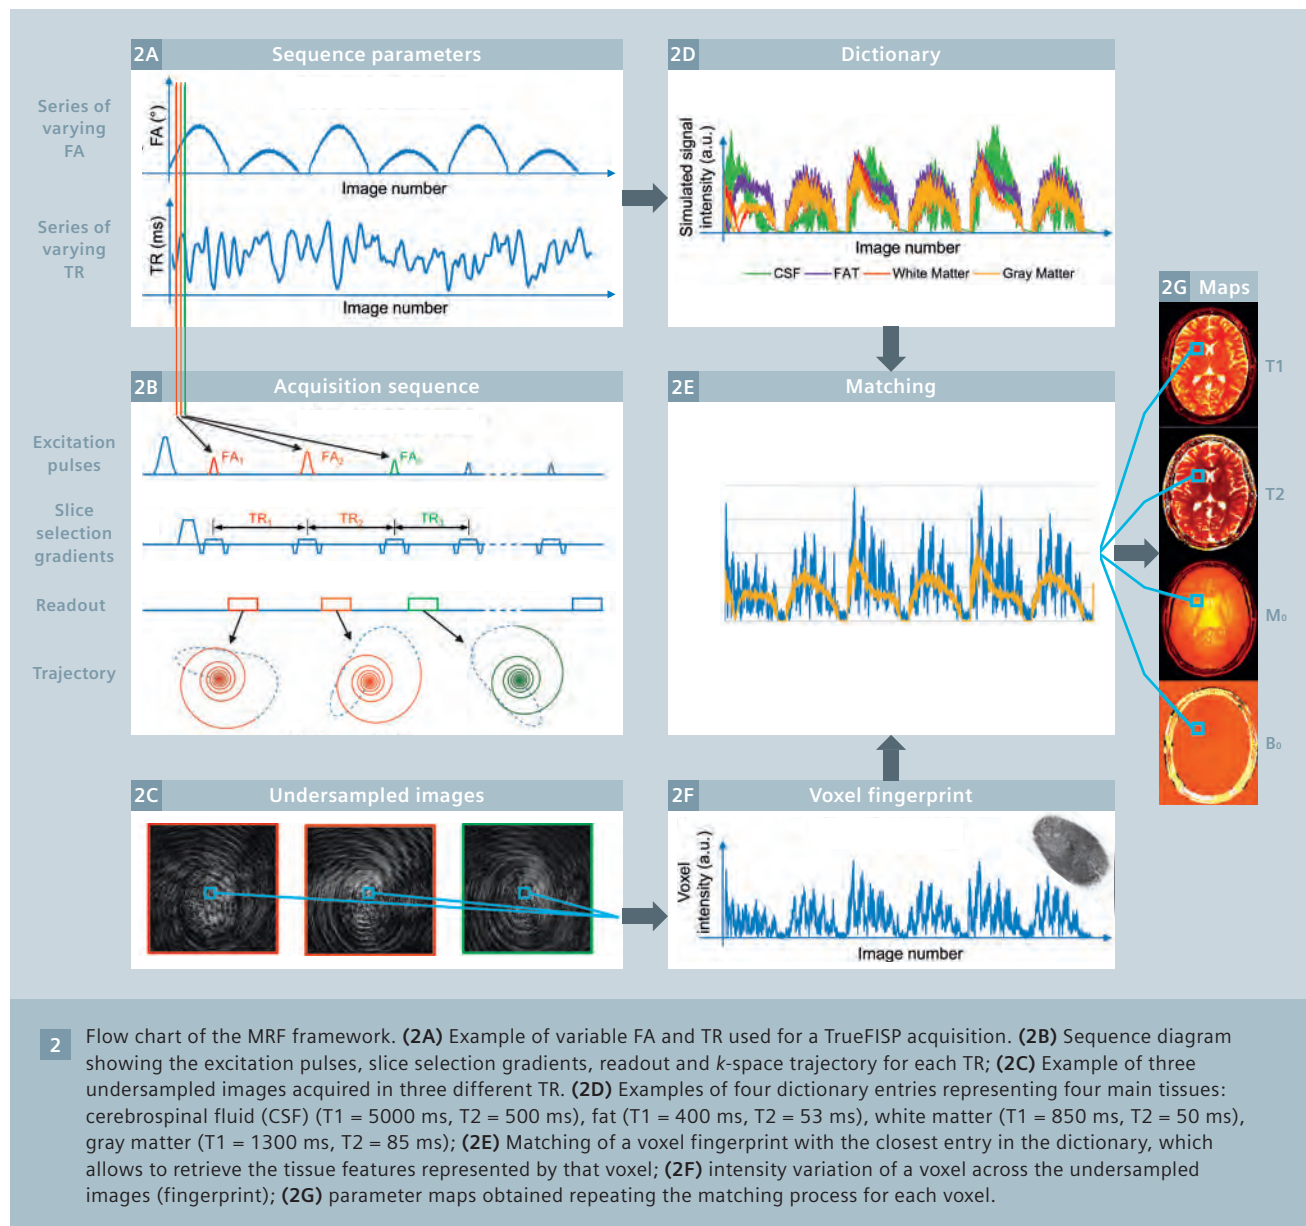 2A Sequence parameters
Series of
varying
FA
FA (°)
Image number
Series of
varying
TR
TR (ms)
Image number
2D Dictionary
Simulated signal
intensity (a.u.)
Image number
CSF FAT White Matter Gray Matter
2B Acquisition sequence
Excitation
pulses
FA1 FA2 FA3
Slice
selection
gradients
TR1 TR2 TR3
Readout
Trajectory
2E Matching
2G Maps
T1
T2
M0
B0
2C Undersampled images
2F Voxel fingerprint
Voxel
intensity (a.u.)
Image number
2 Flow chart of the MRF framework. (2A) Example of variable FA and TR used for a TrueFISP acquisition. (2B) Sequence diagram
showing the excitation pulses, slice selection gradients, readout and k-space trajectory for each TR; (2C) Example of three
undersampled images acquired in three different TR. (2D) Examples of four dictionary entries representing four main tissues:
cerebrospinal fluid (CSF) (T1 = 5000 ms, T2 = 500 ms), fat (T1 = 400 ms, T2 = 53 ms), white matter (T1 = 850 ms, T2 = 50 ms),
gray matter (T1 = 1300 ms, T2 = 85 ms); (2E) Matching of a voxel fingerprint with the closest entry in the dictionary, which
allows to retrieve the tissue features represented by that voxel; (2F) intensity variation of a voxel across the undersampled
images (fingerprint); (2G) parameter maps obtained repeating the matching process for each voxel.